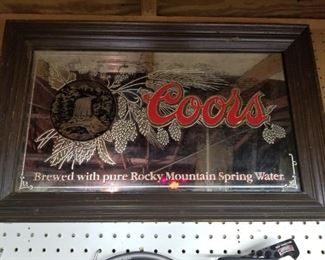 Coors
Brewed with pure Rocky Mountain Spring Water.